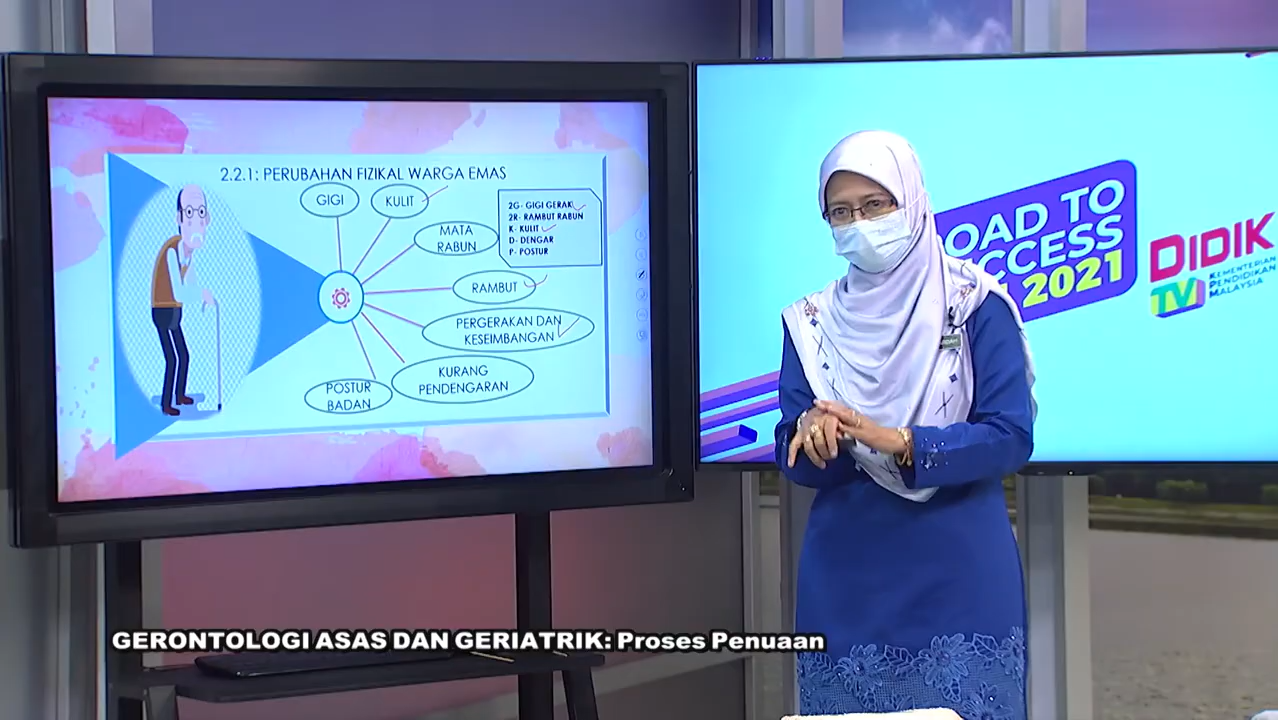 2.2.1: PERUBAHAN FIZIKAL WARGA EMAS
GIGI
KULIT
MATA
RABUN
RAMBUT
PERGERAKAN DAN
KESEIMBANGAN
KURANG
PENDENGARAN
POSTUR
BADAN
2G- GIGI GERAK
2R- RAMBUT RABUN
K- KULIT
D- DENGAR
P- POSTUR
OAD TO
CCESS
2021
DIDIK
TV
KEMENTERIAN
PENDIDIKAN
MALAYSIA
GERONTOLOGI ASAS DAN GERIATRIK: Proses Penuaan